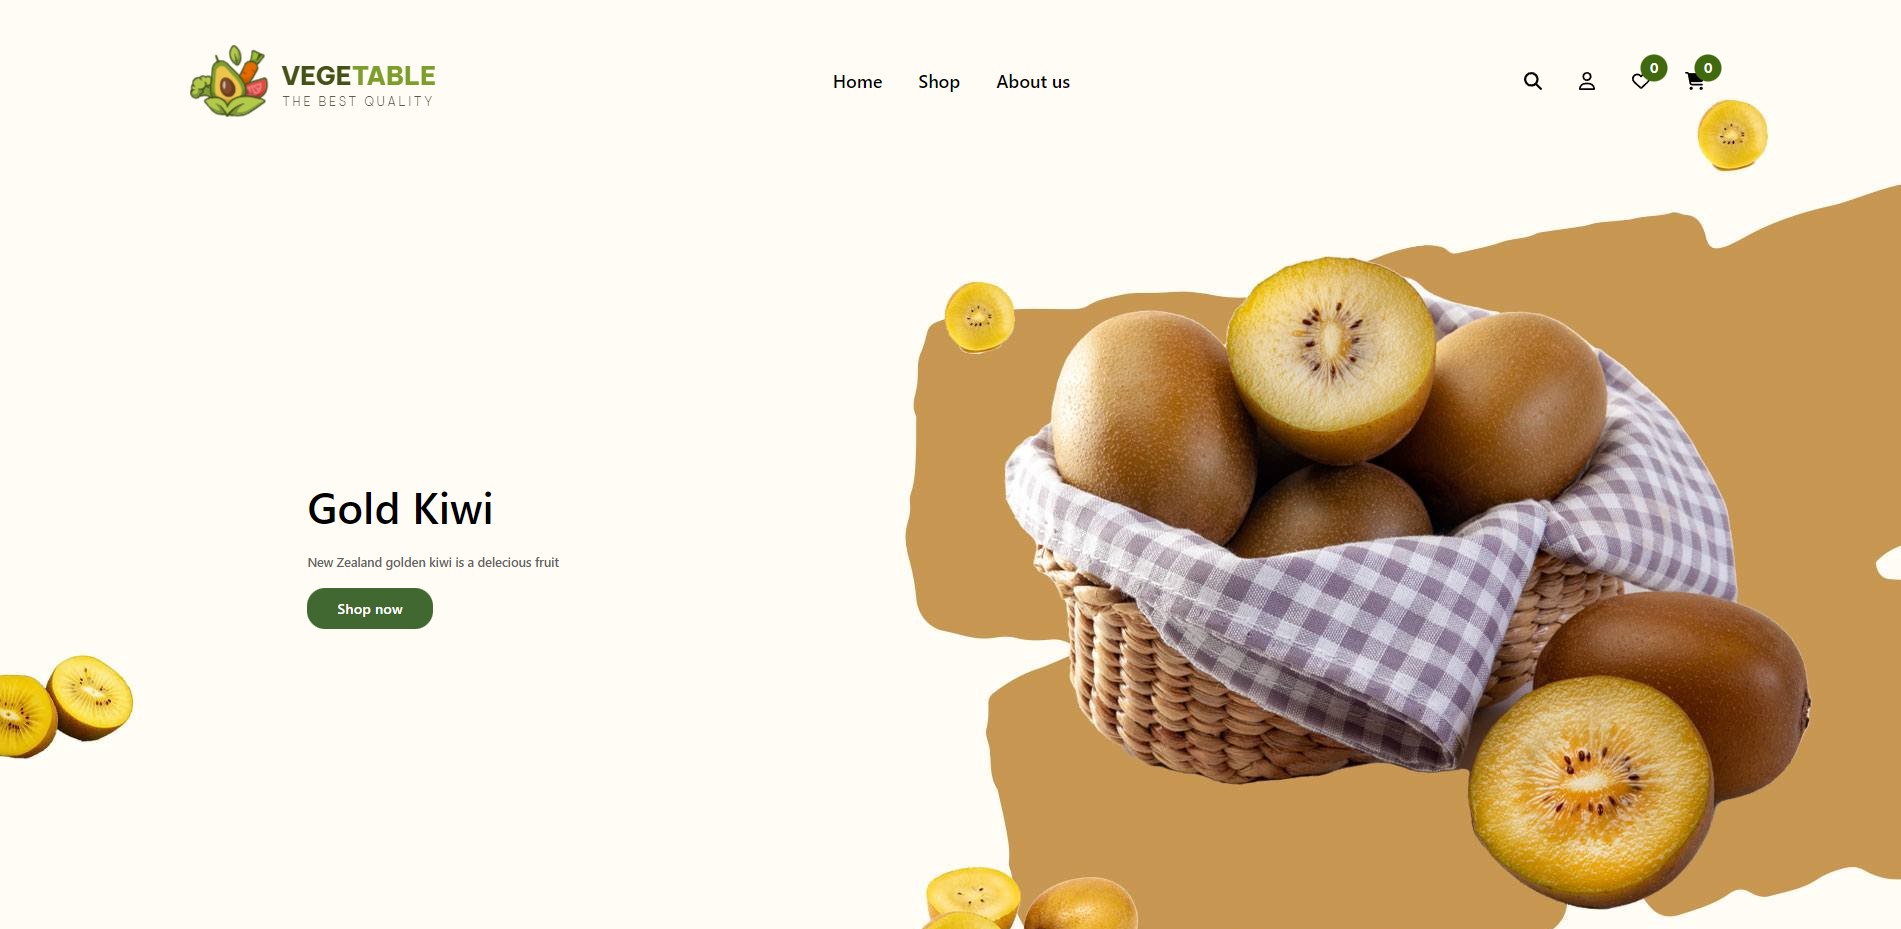 VEGETABLE
THE BEST QUALITY
Home Shop About us
0 0
Gold Kiwi
New Zealand golden kiwi is a delecious fruit
Shop now